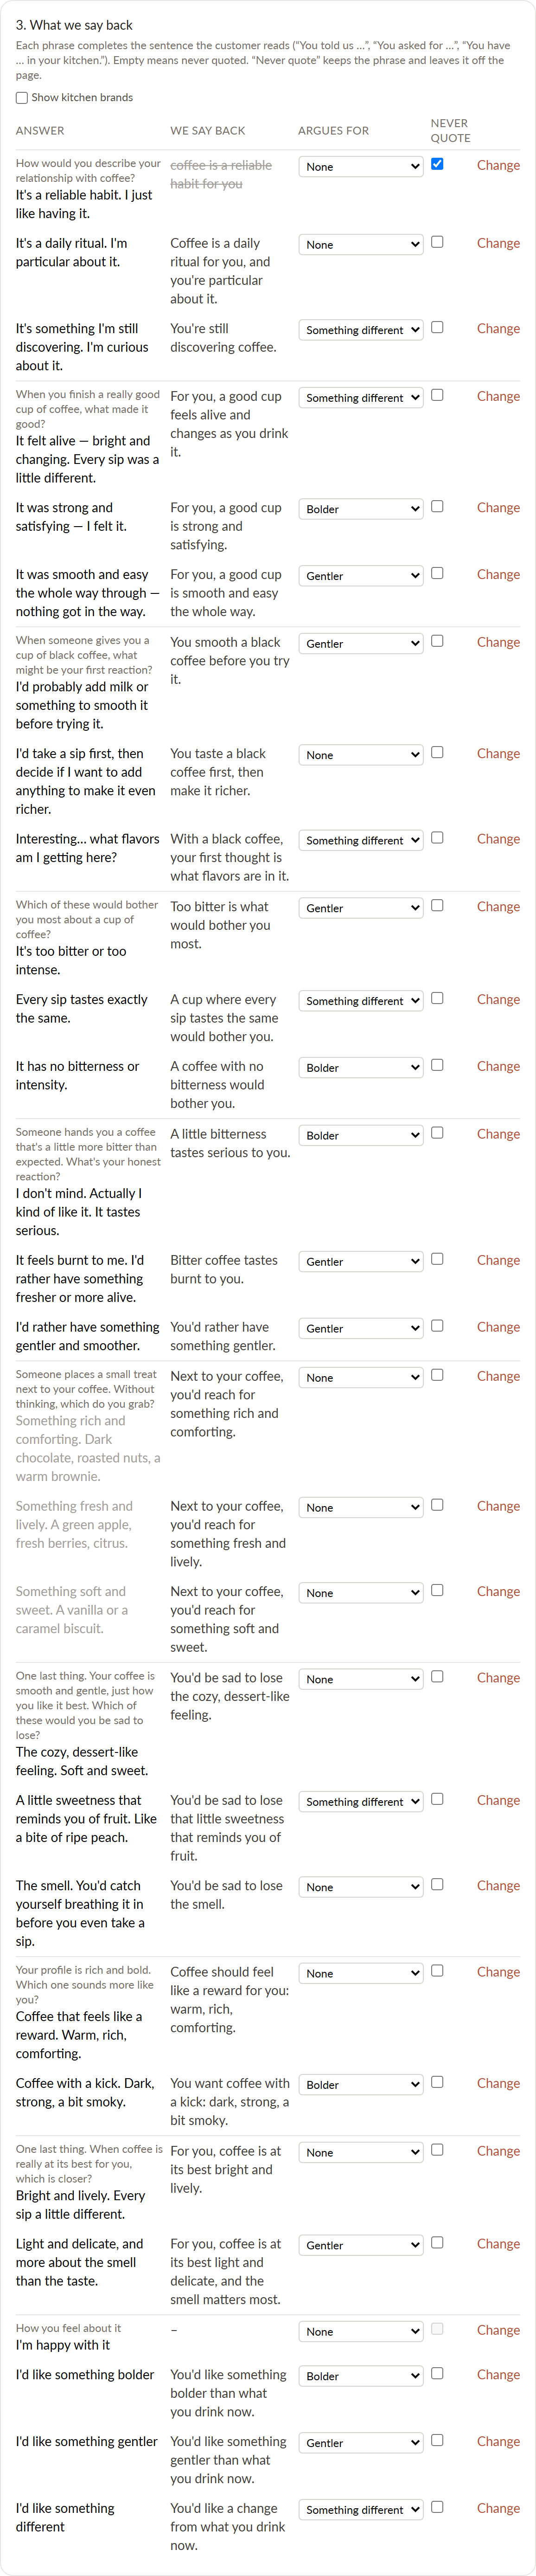 3. What we say back
Each phrase completes the sentence the customer reads (“You told us …”, “You asked for …”, “You have
… in your kitchen.”). Empty means never quoted. “Never quote” keeps the phrase and leaves it off the
page.
Show kitchen brands
ANSWER
WE SAY BACK
ARGUES FOR
NEVER
QUOTE
How would you describe your
relationship with coffee?
It's a reliable habit. I just
like having it.
coffee is a reliable
habit for you
None
Change
It's a daily ritual. I'm
particular about it.
Coffee is a daily
ritual for you, and
you're particular
about it.
None
Change
It's something I'm still
discovering. I'm curious
about it.
You're still
discovering coffee.
Something different
Change
When you finish a really good
cup of coffee, what made it
good?
It felt alive — bright and
changing. Every sip was a
little different.
For you, a good cup
feels alive and
changes as you drink
it.
Something different
Change
It was strong and
satisfying — I felt it.
For you, a good cup
is strong and
satisfying.
Bolder
Change
It was smooth and easy
the whole way through —
nothing got in the way.
For you, a good cup
is smooth and easy
the whole way.
Gentler
Change
When someone gives you a
cup of black coffee, what
might be your first reaction?
I'd probably add milk or
something to smooth it
before trying it.
You smooth a black
coffee before you try
it.
Gentler
Change
I'd take a sip first, then
decide if I want to add
anything to make it even
richer.
You taste a black
coffee first, then
make it richer.
None
Change
Interesting... what flavors
am I getting here?
With a black coffee,
your first thought is
what flavors are in it.
Something different
Change
Which of these would bother
you most about a cup of
coffee?
It's too bitter or too
intense.
Too bitter is what
would bother you
most.
Gentler
Change
Every sip tastes exactly
the same.
A cup where every
sip tastes the same
would bother you.
Something different
Change
It has no bitterness or
intensity.
A coffee with no
bitterness would
bother you.
Bolder
Change
Someone hands you a coffee
that's a little more bitter than
expected. What's your honest
reaction?
I don't mind. Actually I
kind of like it. It tastes
serious.
A little bitterness
tastes serious to you.
Bolder
Change
It feels burnt to me. I'd
rather have something
fresher or more alive.
Bitter coffee tastes
burnt to you.
Gentler
Change
I'd rather have something
gentler and smoother.
You'd rather have
something gentler.
Gentler
Change
Someone places a small treat
next to your coffee. Without
thinking, which do you grab?
Something rich and
comforting. Dark
chocolate, roasted nuts, a
warm brownie.
Next to your coffee,
you'd reach for
something rich and
comforting.
None
Change
Something fresh and
lively. A green apple,
fresh berries, citrus.
Next to your coffee,
you'd reach for
something fresh and
lively.
None
Change
Something soft and
sweet. A vanilla or a
caramel biscuit.
Next to your coffee,
you'd reach for
something soft and
sweet.
None
Change
One last thing. Your coffee is
smooth and gentle, just how
you like it best. Which of
these would you be sad to
lose?
The cozy, dessert-like
feeling. Soft and sweet.
You'd be sad to lose
the cozy, dessert-like
feeling.
None
Change
A little sweetness that
reminds you of fruit. Like
a bite of ripe peach.
You'd be sad to lose
that little sweetness
that reminds you of
fruit.
Something different
Change
The smell. You'd catch
yourself breathing it in
before you even take a
sip.
You'd be sad to lose
the smell.
None
Change
Your profile is rich and bold.
Which one sounds more like
you?
Coffee that feels like a
reward. Warm, rich,
comforting.
Coffee should feel
like a reward for you:
warm, rich,
comforting.
None
Change
Coffee with a kick. Dark,
strong, a bit smoky.
You want coffee with
a kick: dark, strong, a
bit smoky.
Bolder
Change
One last thing. When coffee is
really at its best for you,
which is closer?
Bright and lively. Every
sip a little different.
For you, coffee is at
its best bright and
lively.
None
Change
Light and delicate, and
more about the smell
than the taste.
For you, coffee is at
its best light and
delicate, and the
smell matters most.
Gentler
Change
How you feel about it
I'm happy with it
–
None
Change
I'd like something bolder
You'd like something
bolder than what
you drink now.
Bolder
Change
I'd like something gentler
You'd like something
gentler than what
you drink now.
Gentler
Change
I'd like something
different
You'd like a change
from what you drink
now.
Something different
Change